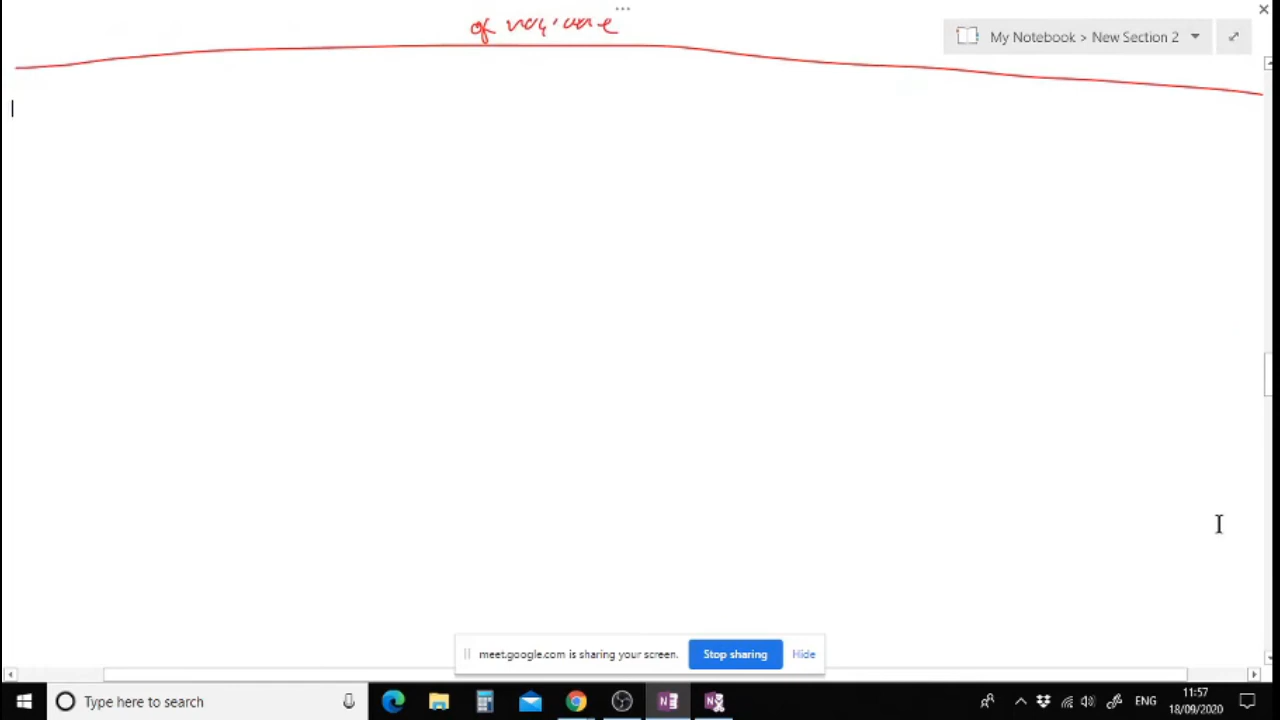 of
My Notebook > New Section 2
meet.google.com is sharing your screen.
Stop sharing
Hide
Type here to search
ENG
11:57
18/09/2020